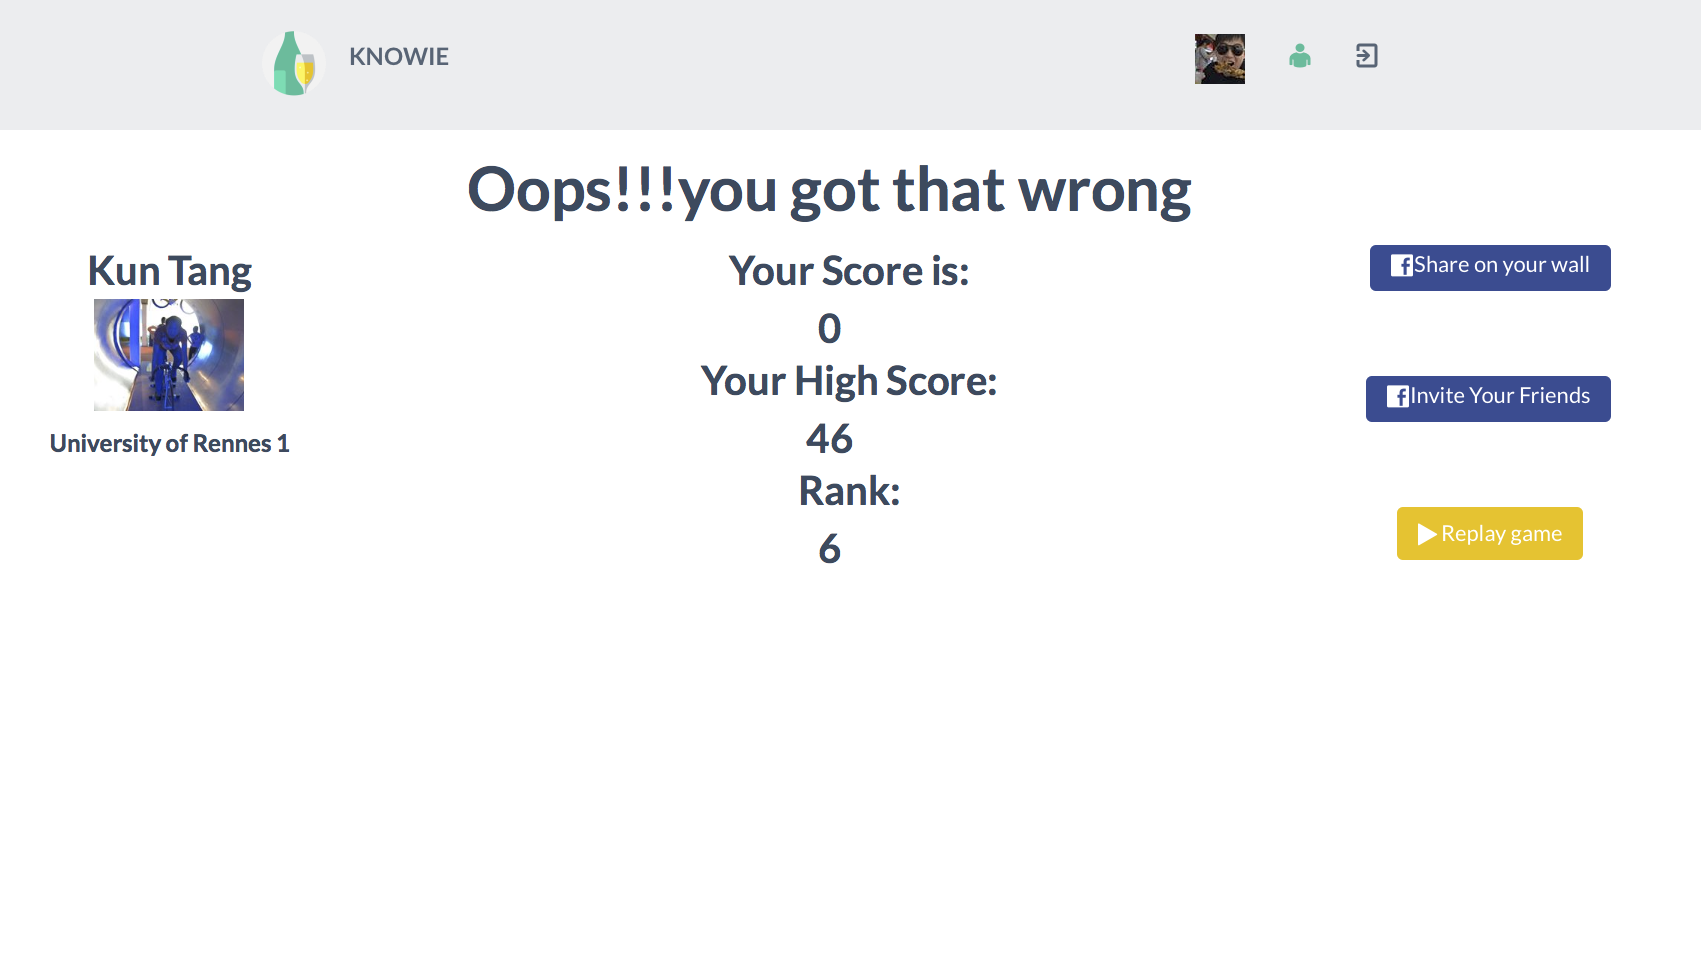 KNOWIE
Oops!!!you got that wrong
Kun Tang
University of Rennes 1
Your Score is:
0
Your High Score:
46
Rank:
6
Share on your wall
Invite Your Friends
Replay game